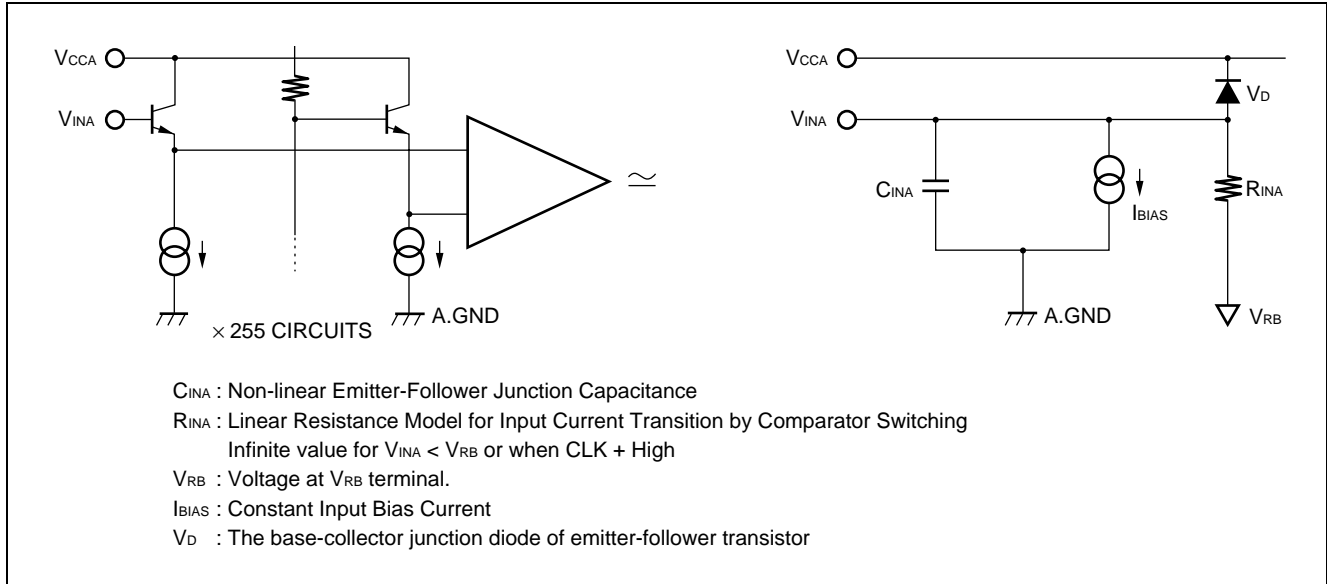 VCCA
VINA
× 255 CIRCUITS
A.GND
≃
VCCA
VINA
VD
CINA
IBIAS
RINA
A.GND
VRB
CINA : Non-linear Emitter-Follower Junction Capacitance
RINA : Linear Resistance Model for Input Current Transition by Comparator Switching
Infinite value for VINA < VRB or when CLK + High
VRB : Voltage at VRB terminal.
IBIAS : Constant Input Bias Current
VD : The base-collector junction diode of emitter-follower transistor